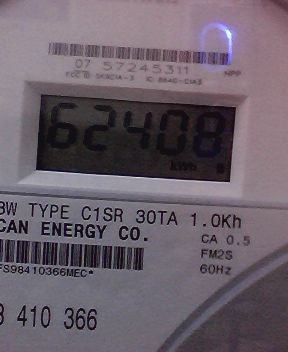 07 57245311
NPP
62408
kWh
3W TYPE C1SR 30TA 1.0Kh
CAN ENERGY CO.
CA 0.5
FM2S
60Hz
FS98410366MEC*
8 410 366